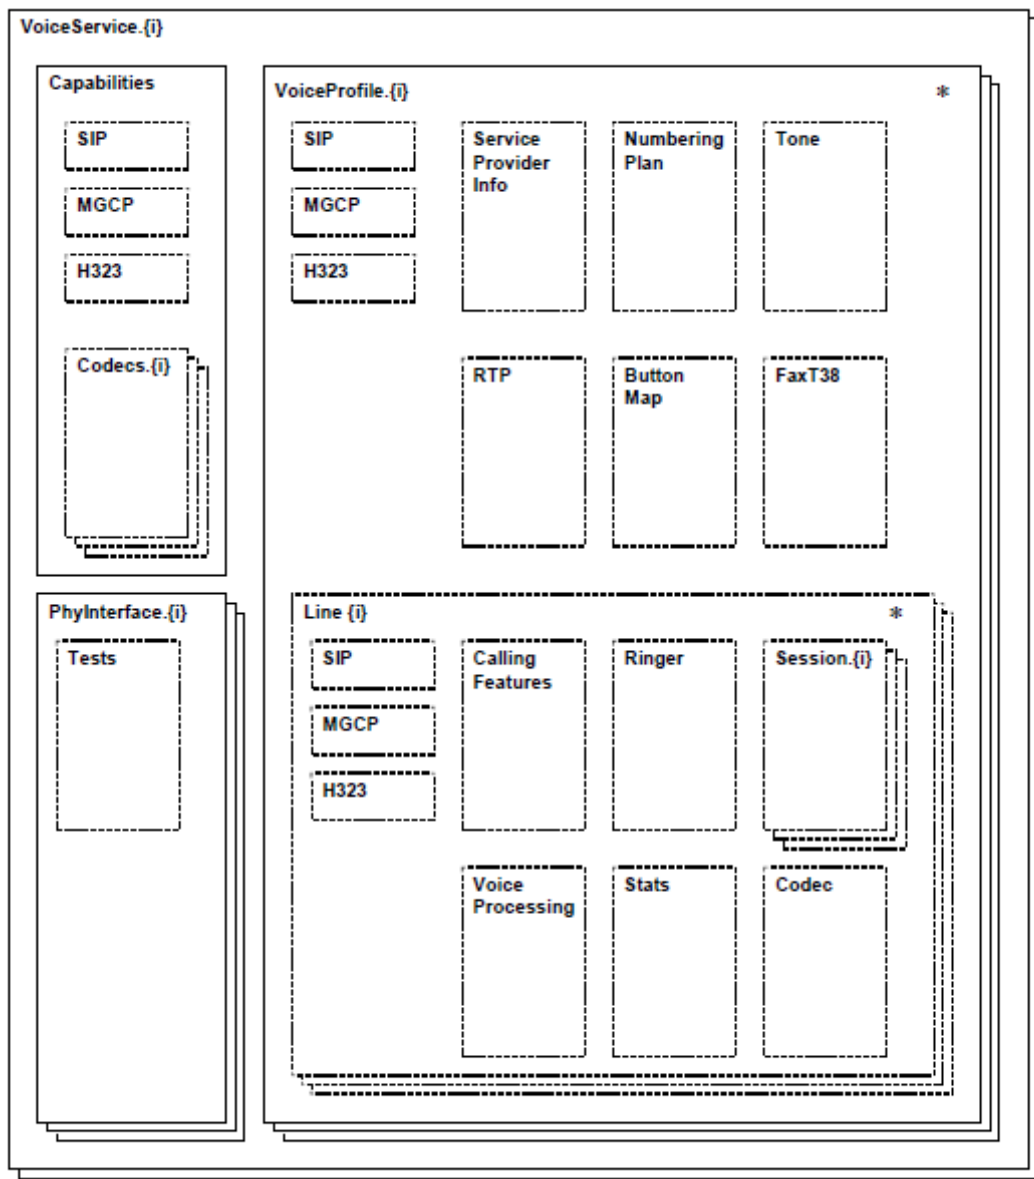 VoiceService.{i}
Capabilities
SIP
MGCP
H323
Codecs.{i}
PhyInterface.{i}
Tests
VoiceProfile.{i}
*
SIP
MGCP
H323
Service
Provider
Info
Numbering
Plan
Tone
RTP
Button
Map
FaxT38
Line {i}
*
SIP
MGCP
H323
Calling
Features
Ringer
Session.{i}
Voice
Processing
Stats
Codec